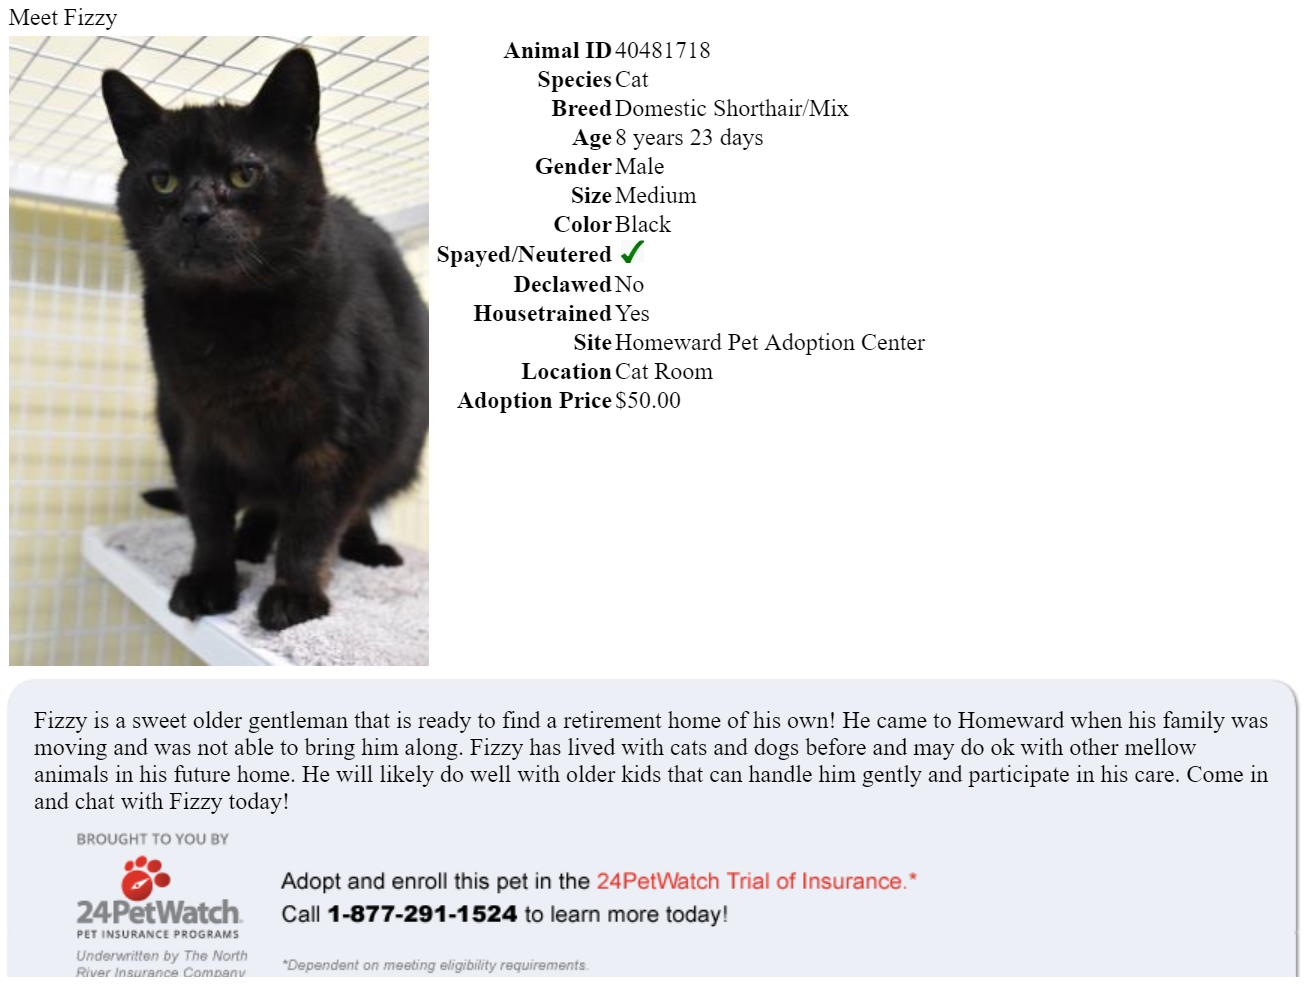 Meet Fizzy
Animal ID 40481718
Species Cat
Breed Domestic Shorthair/Mix
Age 8 years 23 days
Gender Male
Size Medium
Color Black
Spayed/Neutered ✔
Declawed No
Housetrained Yes
Site Homeward Pet Adoption Center
Location Cat Room
Adoption Price $50.00
Fizzy is a sweet older gentleman that is ready to find a retirement home of his own! He came to Homeward when his family was
moving and was not able to bring him along. Fizzy has lived with cats and dogs before and may do ok with other mellow
animals in his future home. He will likely do well with older kids that can handle him gently and participate in his care. Come in
and chat with Fizzy today!
BROUGHT TO YOU BY
24PetWatch
PET INSURANCE PROGRAMS
Underwritten by The North
River Insurance Company
Adopt and enroll this pet in the 24PetWatch Trial of Insurance.*
Call 1-877-291-1524 to learn more today!
*Dependent on meeting eligibility requirements.